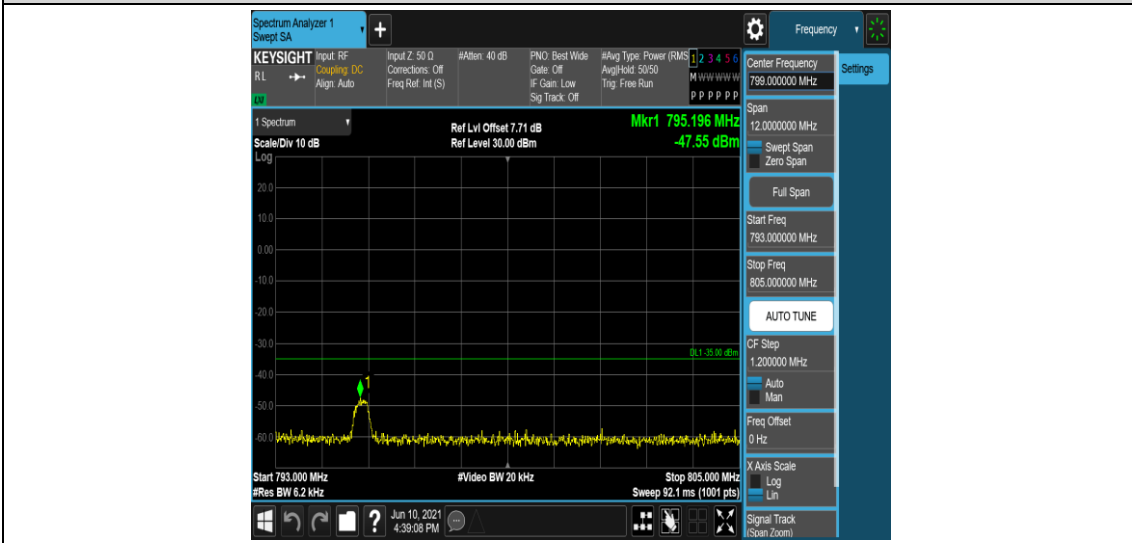 Spectrum Analyzer 1
Swept SA
+
Frequency
KEYSIGHT
RL
LXI
Input: RF
Coupling: DC
Align: Auto
Input Z: 50 Ω
Corrections: Off
Freq Ref: Int (S)
#Atten: 40 dB
PNO: Best Wide
Gate: Off
IF Gain: Low
Sig Track: Off
#Avg Type: Power (RMS
Avg|Hold: 50/50
Trig: Free Run
1 2 3 4 5 6
M W W W W W
P P P P P P
Center Frequency
799.000000 MHz
Settings
Span
12.0000000 MHz
Swept Span
Zero Span
Full Span
Start Freq
793.000000 MHz
Stop Freq
805.000000 MHz
AUTO TUNE
CF Step
1.200000 MHz
Auto
Man
Freq Offset
0 Hz
X Axis Scale
Log
Lin
Signal Track
(Span Zoom)
1 Spectrum
Scale/Div 10 dB
Log
Ref Lvl Offset 7.71 dB
Ref Level 30.00 dBm
Mkr1 795.196 MHz
-47.55 dBm
20.0
10.0
0.00
-10.0
-20.0
-30.0
DL1 -35.00 dBm
-40.0
1
-50.0
-60.0
Start 793.000 MHz
#Res BW 6.2 kHz
#Video BW 20 kHz
Stop 805.000 MHz
Sweep 92.1 ms (1001 pts)
?
Jun 10, 2021
4:39:08 PM